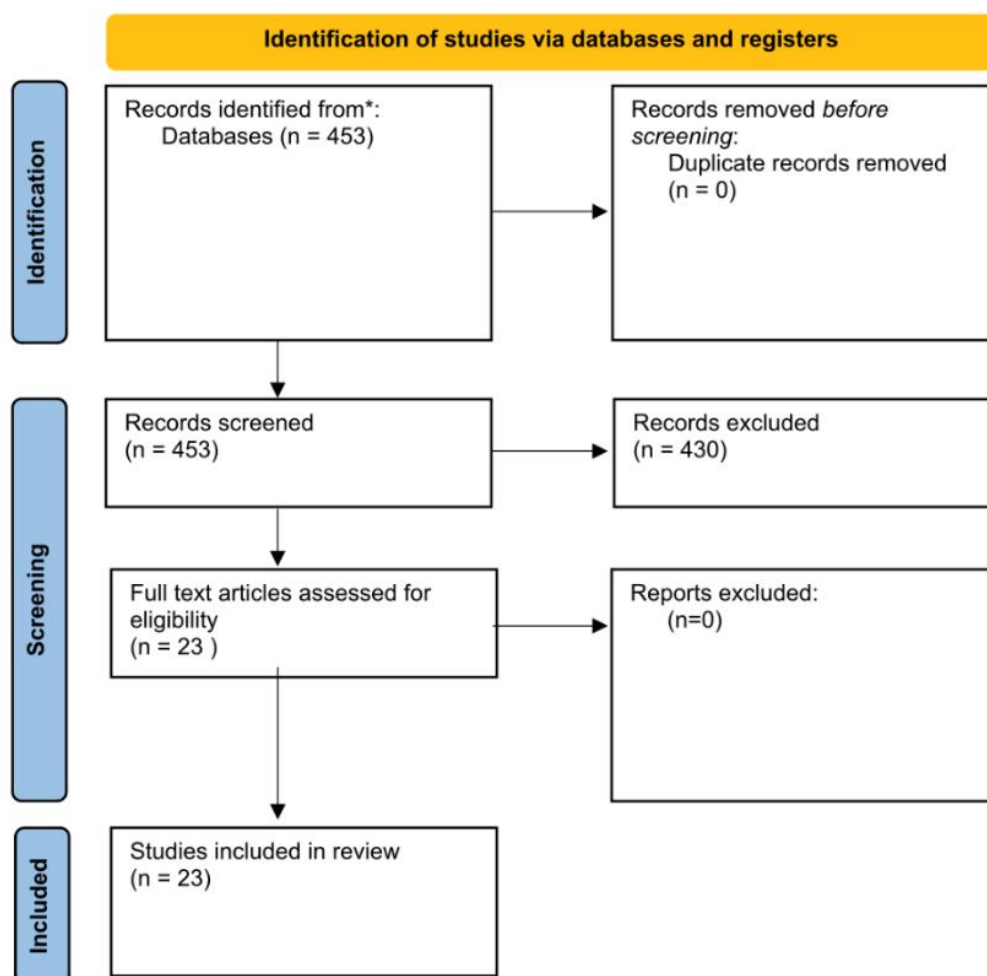 Identification of studies via databases and registers
Identification
Records identified from*:
Databases (n = 453)
Records removed before
screening:
Duplicate records removed
(n = 0)
Screening
Records screened
(n = 453)
Records excluded
(n = 430)
Full text articles assessed for
eligibility
(n = 23 )
Reports excluded:
(n=0)
Included
Studies included in review
(n = 23)